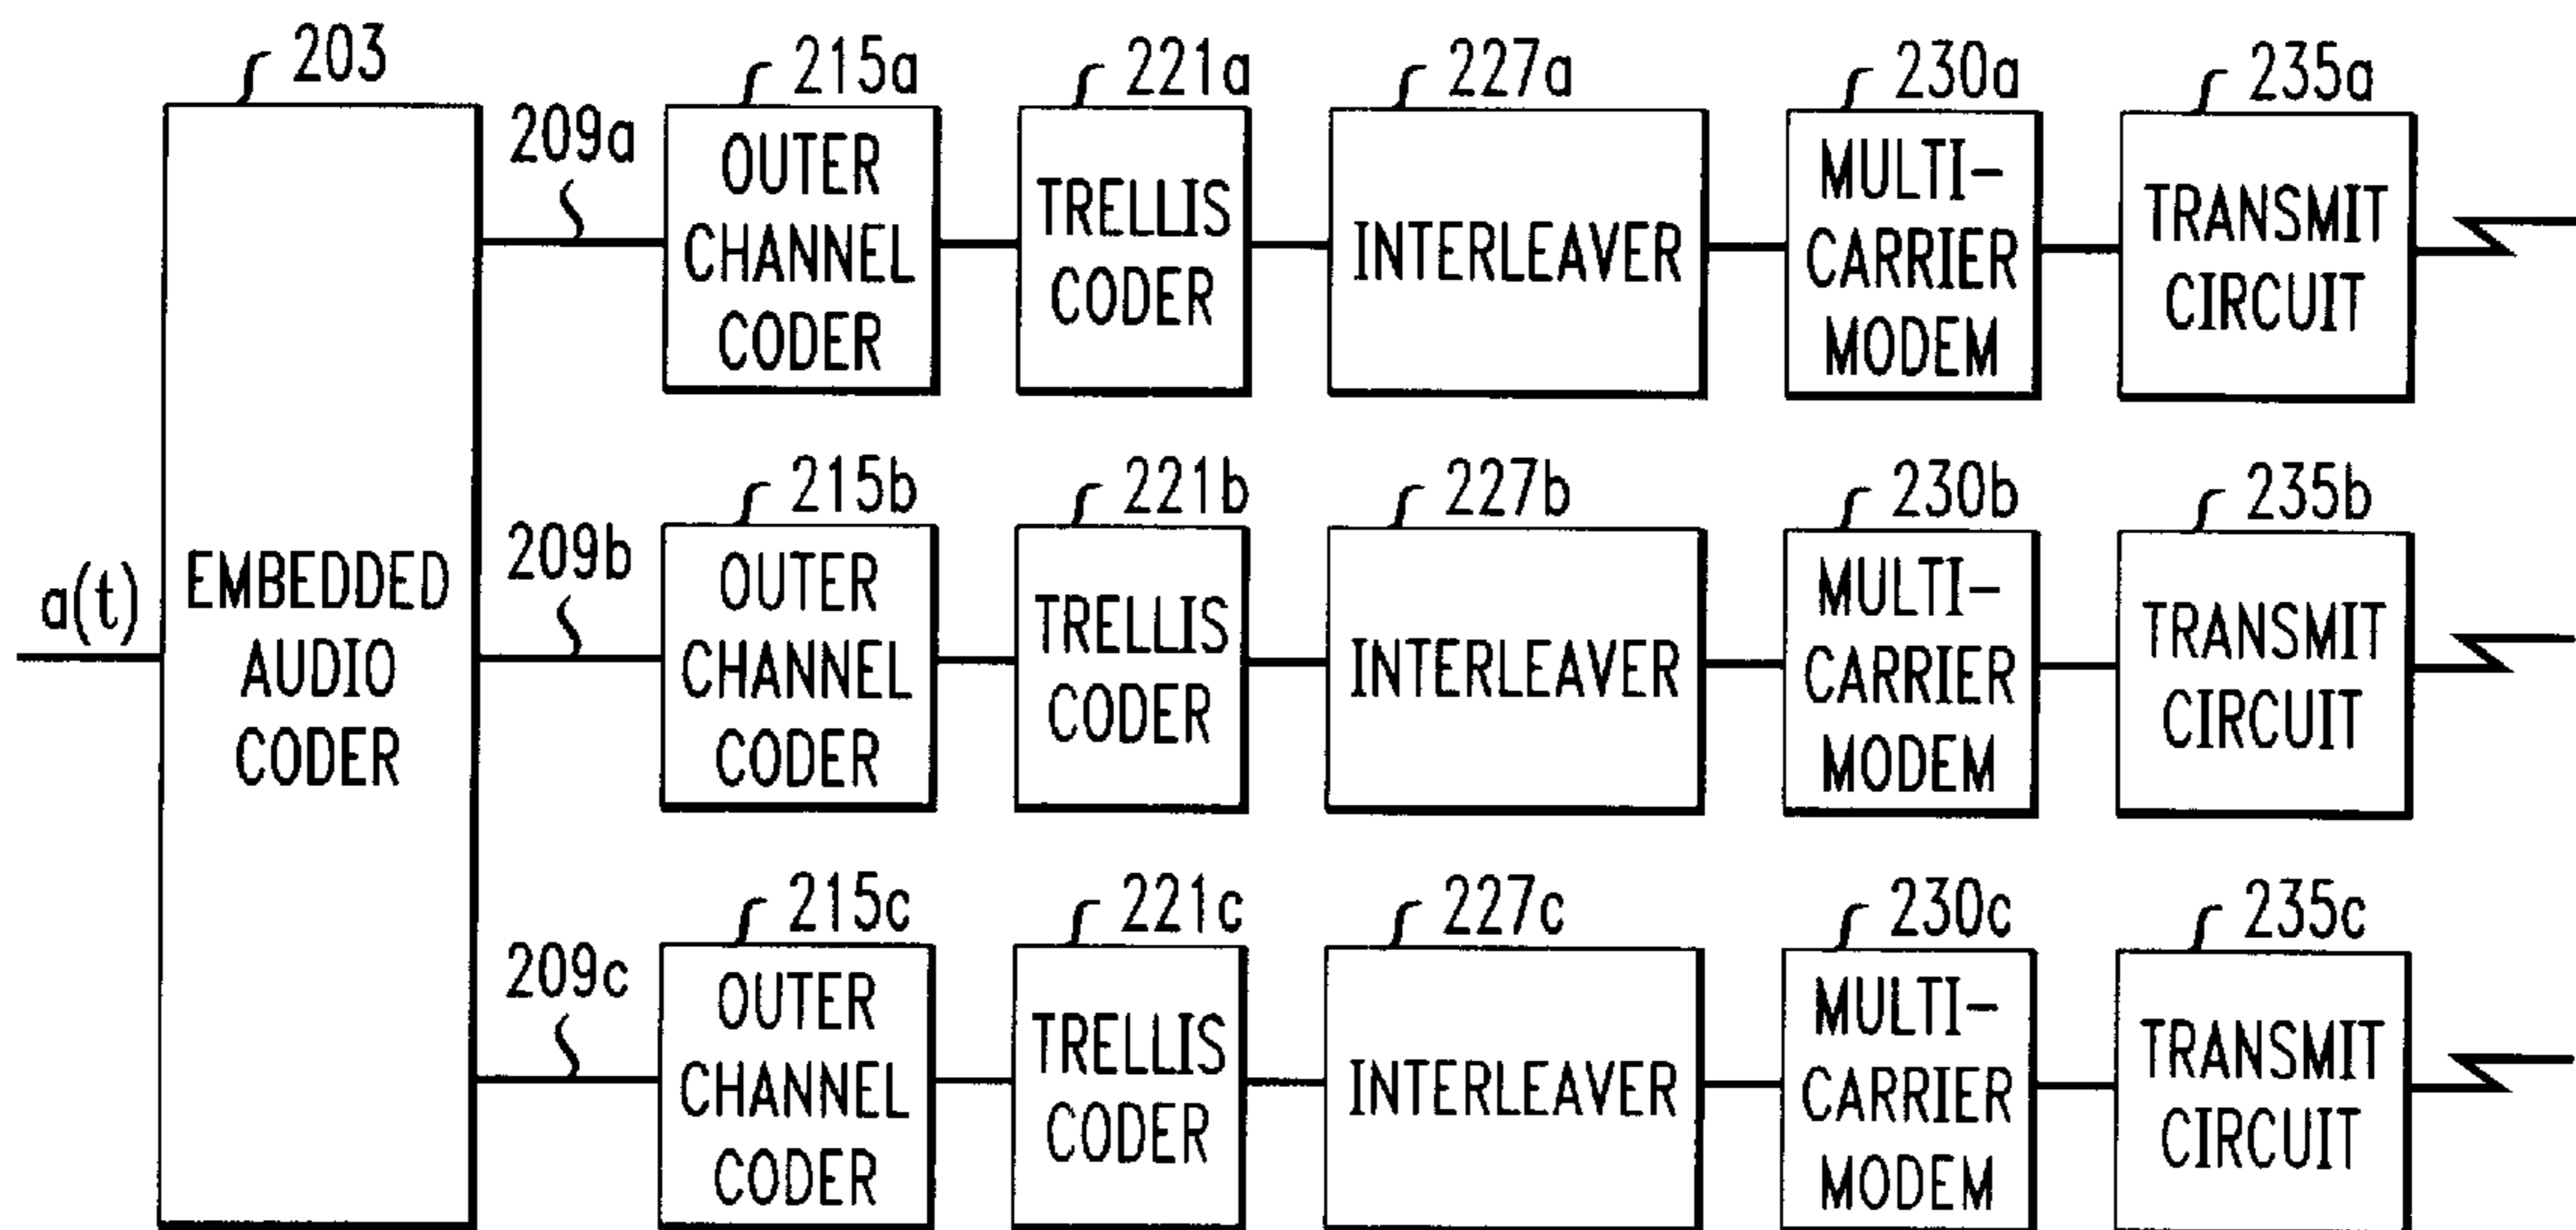 203
215a
221a
227a
230a
235a
209a
OUTER
CHANNEL
CODER
TRELLIS
CODER
INTERLEAVER
MULTI-
CARRIER
MODEM
TRANSMIT
CIRCUIT
a(t)
EMBEDDED
AUDIO
CODER
215b
221b
227b
230b
235b
209b
OUTER
CHANNEL
CODER
TRELLIS
CODER
INTERLEAVER
MULTI-
CARRIER
MODEM
TRANSMIT
CIRCUIT
215c
221c
227c
230c
235c
209c
OUTER
CHANNEL
CODER
TRELLIS
CODER
INTERLEAVER
MULTI-
CARRIER
MODEM
TRANSMIT
CIRCUIT